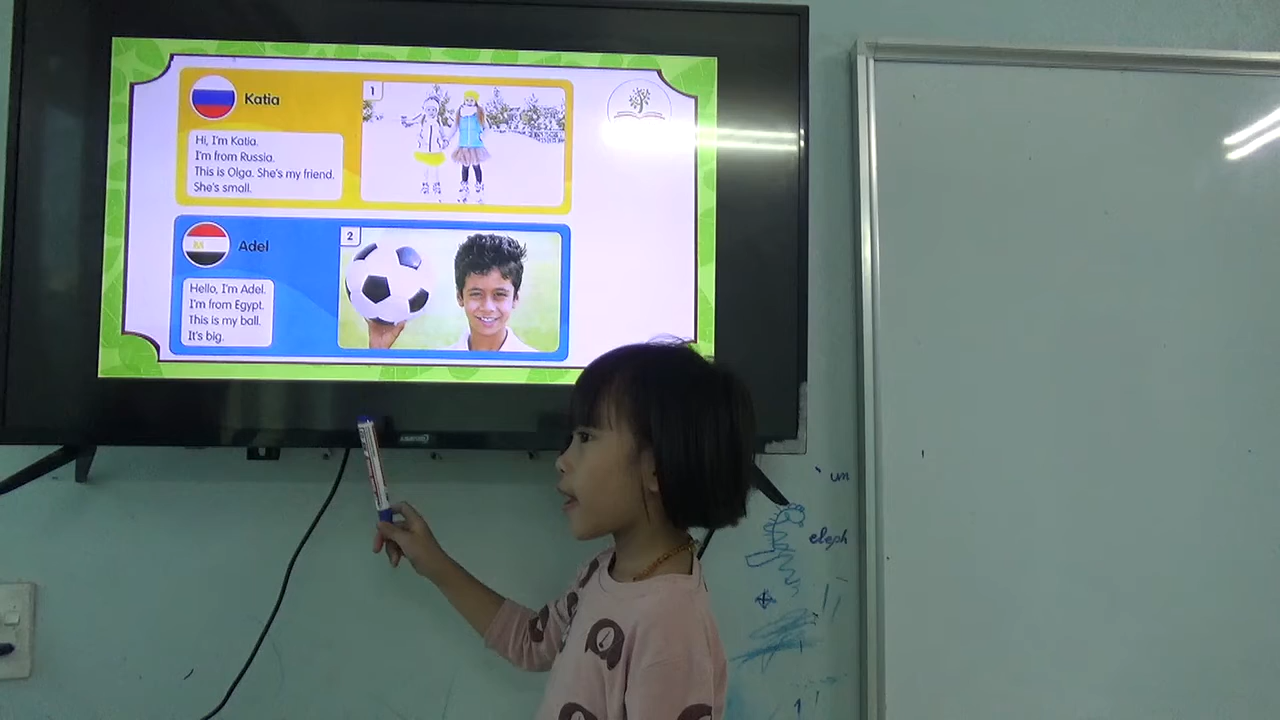 Katia
1
Hi, I'm Katia.
I'm from Russia.
This is Olga. She's my friend.
She's small.
Adel
2
Hello, I'm Adel.
I'm from Egypt.
This is my ball.
It's big.
un
eleph